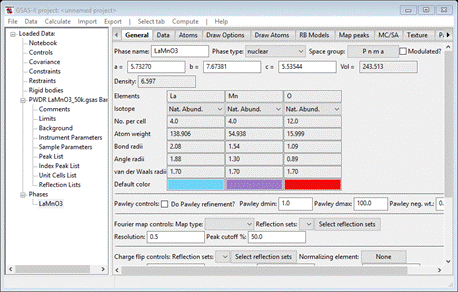 GSAS-II project: <unnamed project>
File Data Calculate Import Export Select tab Compute
Loaded Data:
Notebook
Controls
Covariance
Constraints
Restraints
Rigid bodies
PWDR LaMnO3_50k.gsas Ban
Comments
Limits
Background
Instrument Parameters
Sample Parameters
Peak List
Index Peak List
Unit Cells List
Reflection Lists
Phases
LaMnO3
General Data Atoms Draw Options Draw Atoms RB Models Map peaks MC/SA Texture
Phase name: LaMnO3 Phase type: nuclear Space group: P n m a Modulated?
a = 5.73270 b = 7.67381 c = 5.53544 Vol = 243.513
Density: 6.597
Elements La Mn O
Isotope Nat. Abund. Nat. Abund. Nat. Abund.
No. per cell 4.0 4.0 12.0
Atom weight 138.906 54.938 15.999
Bond radii 2.08 1.54 1.09
Angle radii 1.88 1.30 0.89
van der Waals radii 1.70 1.70 1.70
Default color
Pawley controls: Do Pawley refinement? Pawley dmin: 1.0 Pawley dmax: 100.0 Pawley neg. wt.: 0.
Fourier map controls: Map type: Reflection sets: Select reflection sets
Resolution: 0.5 Peak cutoff %: 50.0
Charge flip controls: Reflection sets: Select reflection sets Normalizing element: None